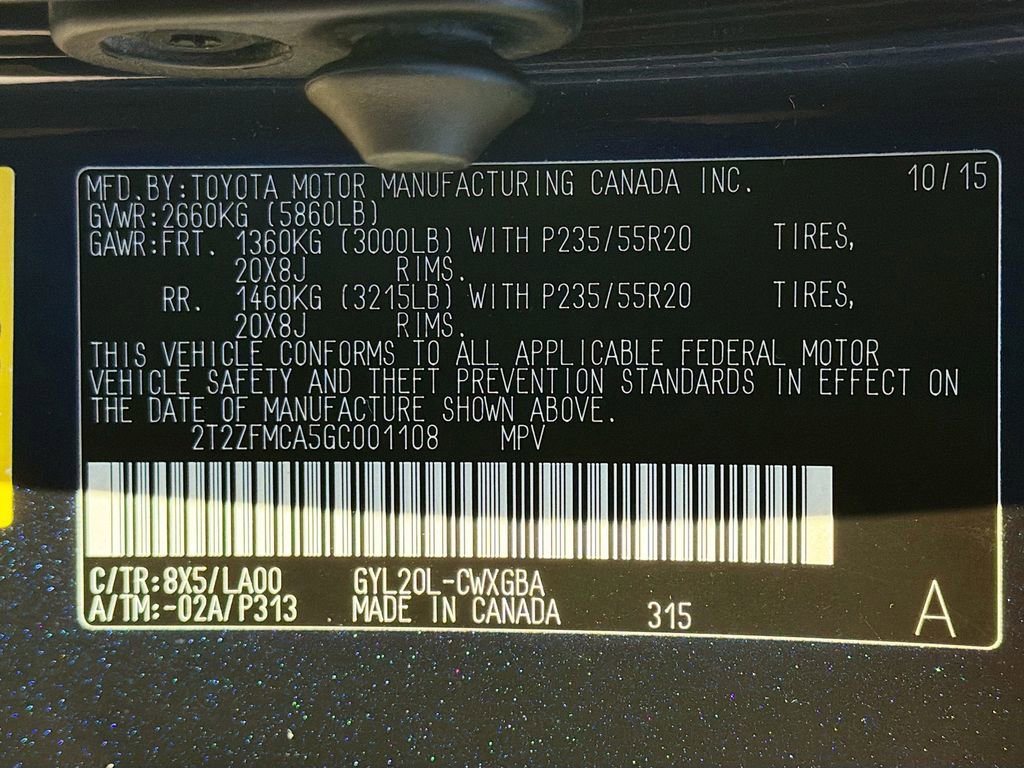 MFD.BY:TOYOTA MOTOR MANUFACTURING CANADA INC. 10/15
GVWR:2660KG (5860LB)
GAWR:FRT. 1360KG (3000LB) WITH P235/55R20 TIRES,
20X8J RIMS.
RR. 1460KG (3215LB) WITH P235/55R20 TIRES,
20X8J RIMS.
THIS VEHICLE CONFORMS TO ALL APPLICABLE FEDERAL MOTOR
VEHICLE SAFETY AND THEFT PREVENTION STANDARDS IN EFFECT ON
THE DATE OF MANUFACTURE SHOWN ABOVE.
2T2ZFMCA5GC001108 MPV
C/TR:8X5/LA00 GYL20L-CWXGBA
A/TM:-02A/P313 MADE IN CANADA 315 A